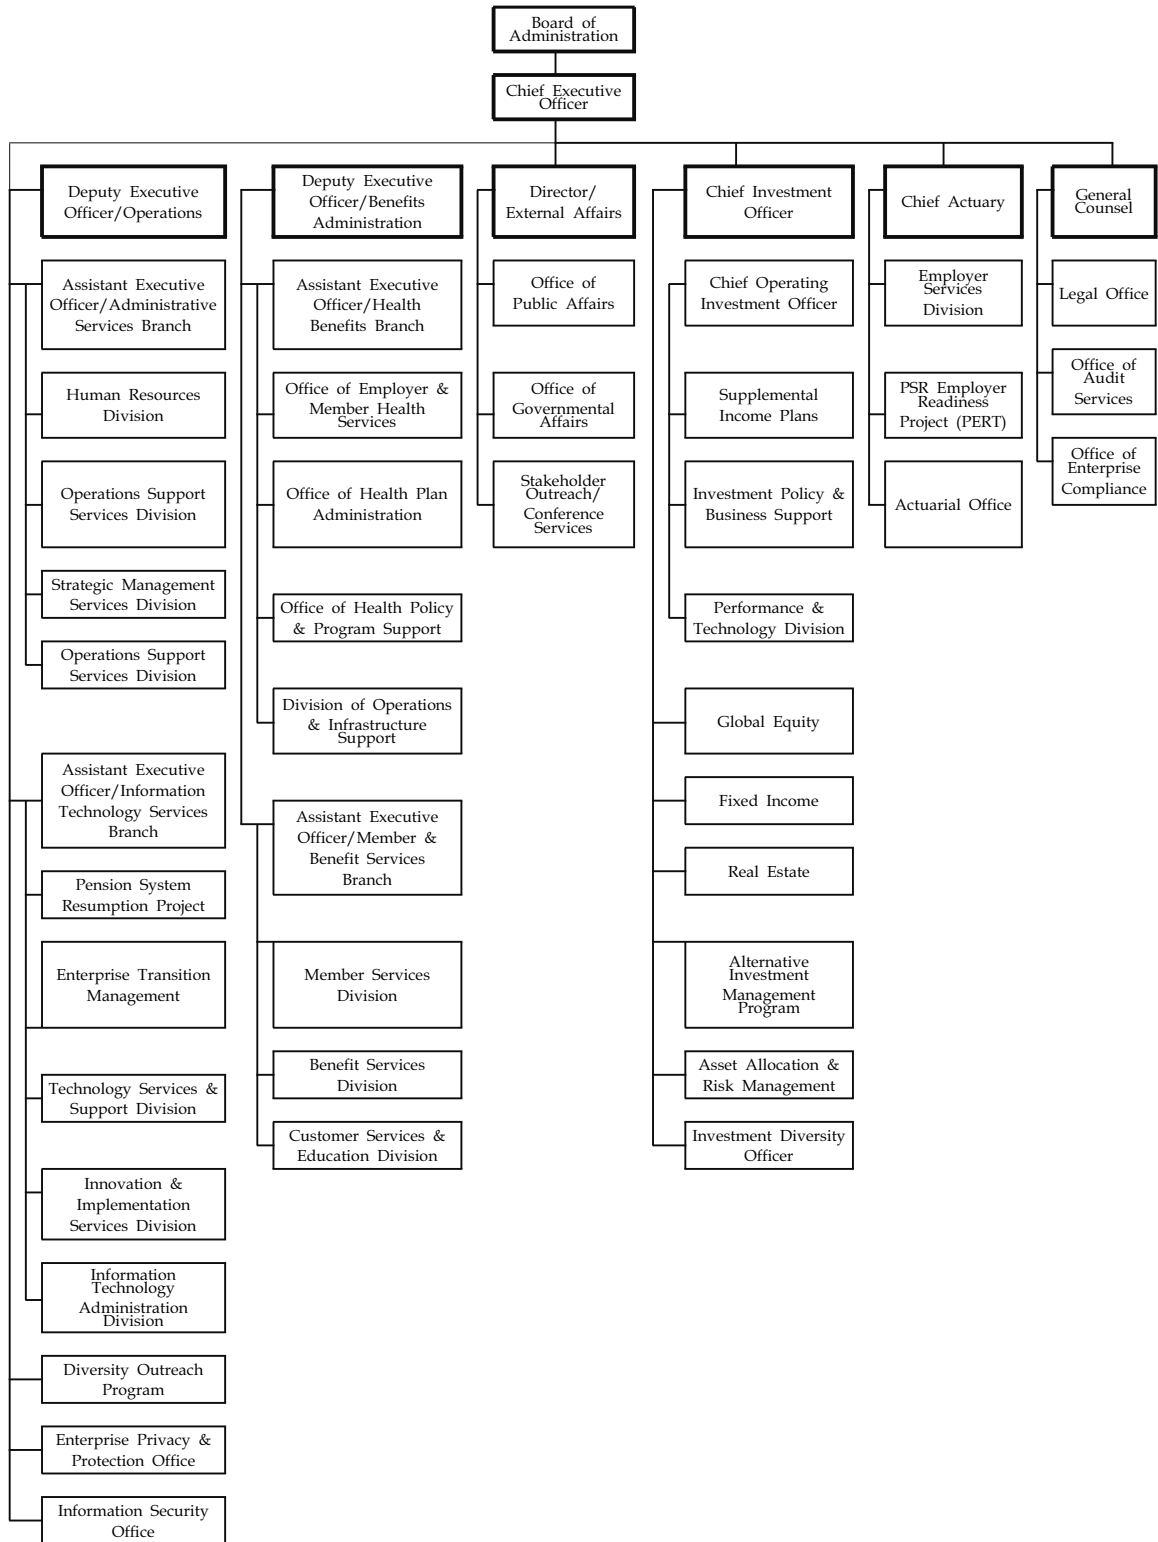 Board of
Administration
Chief Executive
Officer
Deputy Executive
Officer/Operations
Deputy Executive
Officer/Benefits
Administration
Director/
External Affairs
Chief Investment
Officer
Chief Actuary
General
Counsel
Assistant Executive
Officer/Administrative
Services Branch
Human Resources
Division
Operations Support
Services Division
Strategic Management
Services Division
Operations Support
Services Division
Assistant Executive
Officer/Information
Technology Services
Branch
Pension System
Resumption Project
Enterprise Transition
Management
Technology Services &
Support Division
Innovation &
Implementation
Services Division
Information
Technology
Administration
Division
Diversity Outreach
Program
Enterprise Privacy &
Protection Office
Information Security
Office
Assistant Executive
Officer/Health
Benefits Branch
Office of Employer &
Member Health
Services
Office of Health Plan
Administration
Office of Health Policy
& Program Support
Division of Operations
& Infrastructure
Support
Assistant Executive
Officer/Member &
Benefit Services
Branch
Member Services
Division
Benefit Services
Division
Customer Services &
Education Division
Office of
Public Affairs
Office of
Governmental
Affairs
Stakeholder
Outreach/
Conference
Services
Chief Operating
Investment Officer
Supplemental
Income Plans
Investment Policy &
Business Support
Performance &
Technology Division
Global Equity
Fixed Income
Real Estate
Alternative
Investment
Management
Program
Asset Allocation &
Risk Management
Investment Diversity
Officer
Employer
Services
Division
PSR Employer
Readiness
Project (PERT)
Actuarial Office
Legal Office
Office of
Audit
Services
Office of
Enterprise
Compliance